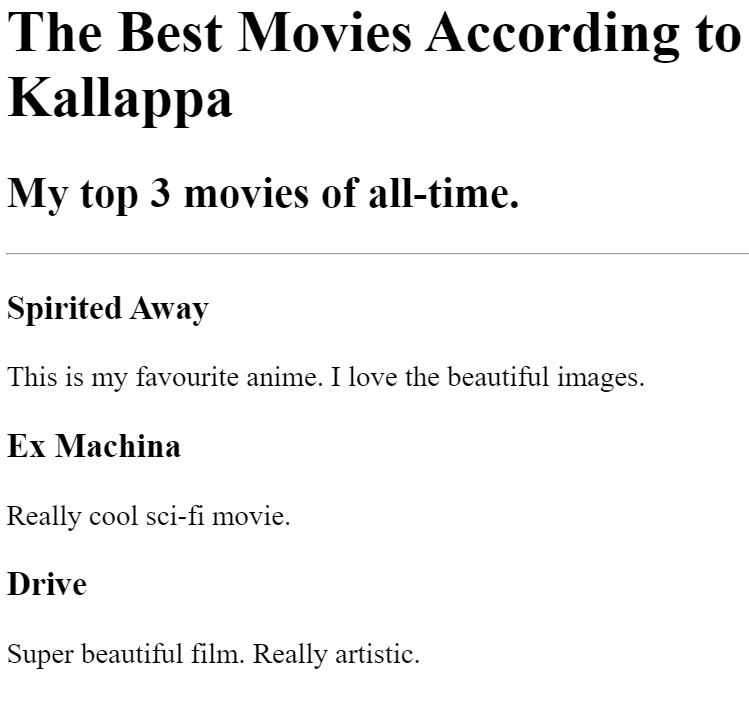 The Best Movies According to
Kallappa
My top 3 movies of all-time.
Spirited Away
This is my favourite anime. I love the beautiful images.
Ex Machina
Really cool sci-fi movie.
Drive
Super beautiful film. Really artistic.